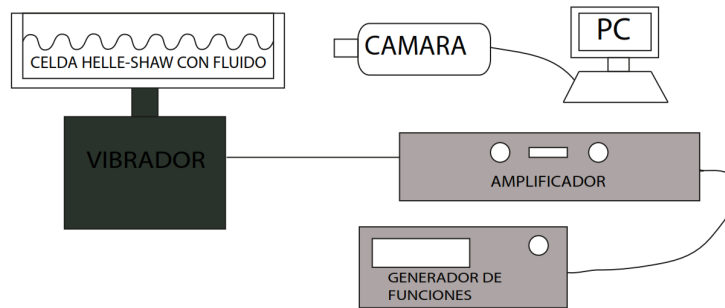 CELDA HELLE-SHAW CON FLUIDO
CAMARA
PC
VIBRADOR
AMPLIFICADOR
GENERADOR DE
FUNCIONES